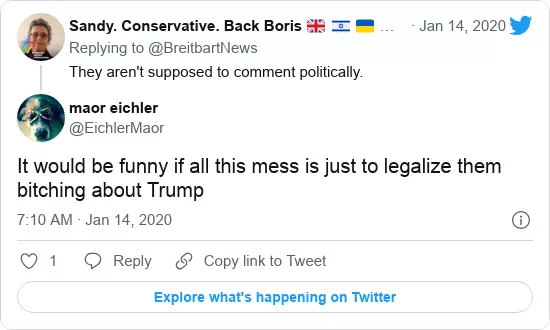 Sandy. Conservative. Back Boris 🇬🇧 🇮🇱 🇺🇦 ... · Jan 14, 2020
Replying to @BreitbartNews
They aren't supposed to comment politically.
maor eichler
@EichlerMaor
It would be funny if all this mess is just to legalize them
bitching about Trump
7:10 AM · Jan 14, 2020
1 Reply Copy link to Tweet
Explore what's happening on Twitter